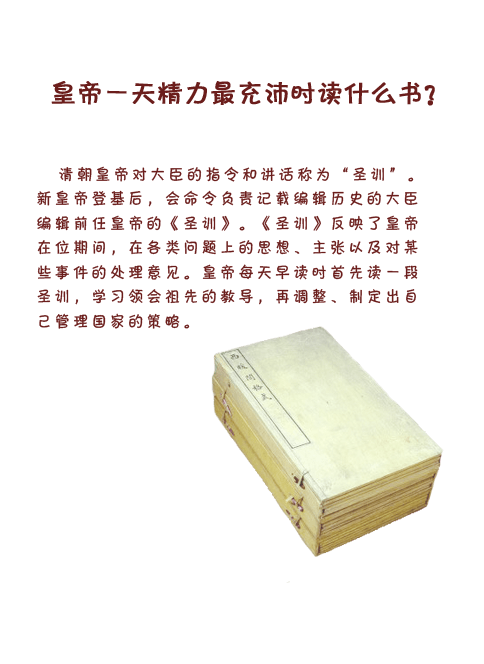 皇帝一天精力最充沛时读什么书？
清朝皇帝对大臣的指令和讲话称为“圣训”。
新皇帝登基后，会命令负责记载编辑历史的大臣
编辑前任皇帝的《圣训》。《圣训》反映了皇帝
在位期间，在各类问题上的思想、主张以及对某
些事件的处理意见。皇帝每天早读时首先读一段
圣训，学习领会祖先的教导，再调整、制定出自
己管理国家的策略。